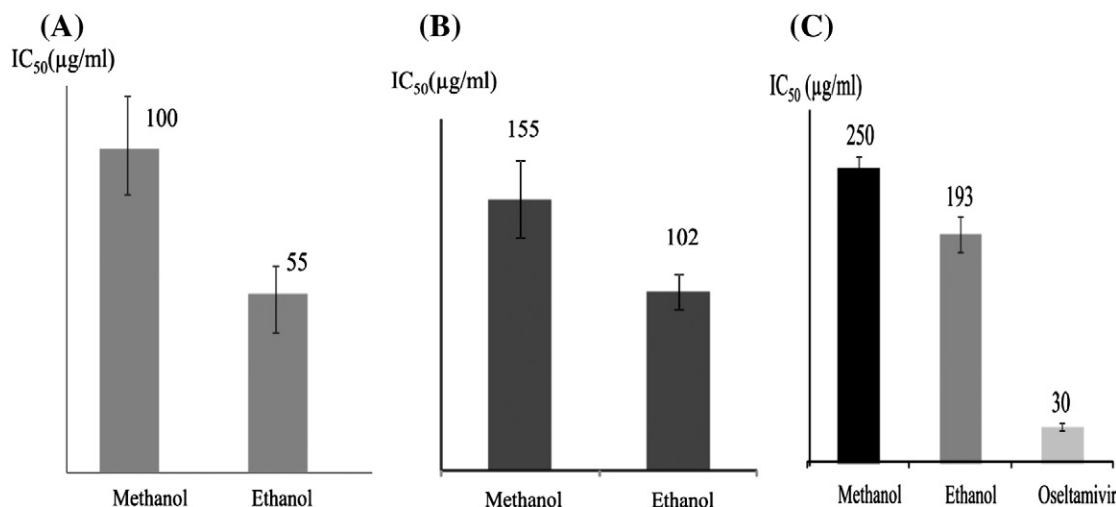 (A)
IC₅₀(µg/ml)
100
55
Methanol Ethanol
(B)
IC₅₀(µg/ml)
155
102
Methanol Ethanol
(C)
IC₅₀ (µg/ml)
250
193
30
Methanol Ethanol Oseltamivir